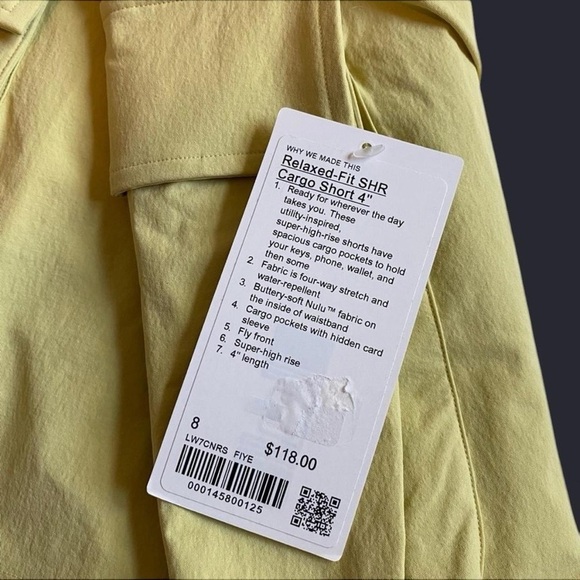 WHY WE MADE THIS
Relaxed-Fit SHR
Cargo Short 4"
1. Ready for wherever the day
takes you. These
utility-inspired,
super-high-rise shorts have
spacious cargo pockets to hold
your keys, phone, wallet, and
then some
2. Fabric is four-way stretch and
water-repellent
3. Buttery-soft Nulu™ fabric on
the inside of waistband
4. Cargo pockets with hidden card
sleeve
5. Fly front
6. Super-high rise
7. 4" length
8 $118.00
LW7CNRS FIYE
000145800125